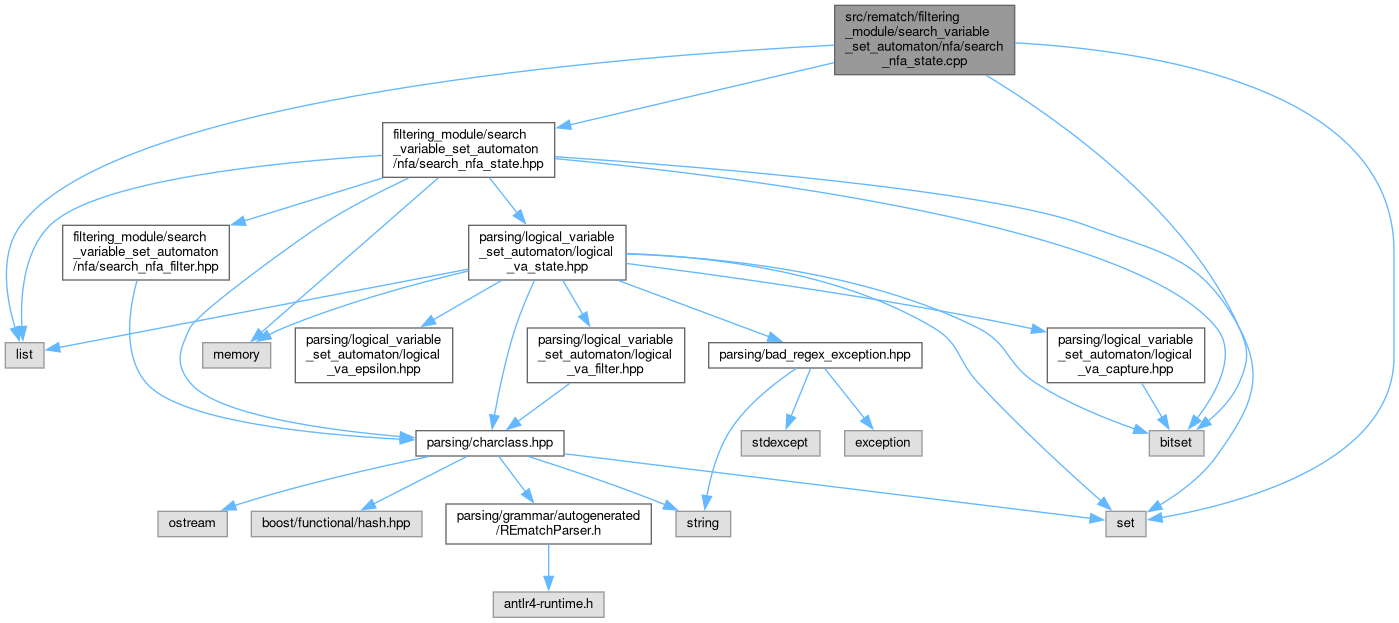 src/rematch/filtering
_module/search_variable
_set_automaton/nfa/search
_nfa_state.cpp
filtering_module/search
_variable_set_automaton
/nfa/search_nfa_state.hpp
filtering_module/search
_variable_set_automaton
/nfa/search_nfa_filter.hpp
parsing/logical_variable
_set_automaton/logical
_va_state.hpp
list
memory
parsing/logical_variable
_set_automaton/logical
_va_epsilon.hpp
parsing/logical_variable
_set_automaton/logical
_va_filter.hpp
parsing/bad_regex_exception.hpp
parsing/logical_variable
_set_automaton/logical
_va_capture.hpp
parsing/charclass.hpp
stdexcept
exception
bitset
ostream
boost/functional/hash.hpp
parsing/grammar/autogenerated
/REmatchParser.h
string
set
antlr4-runtime.h